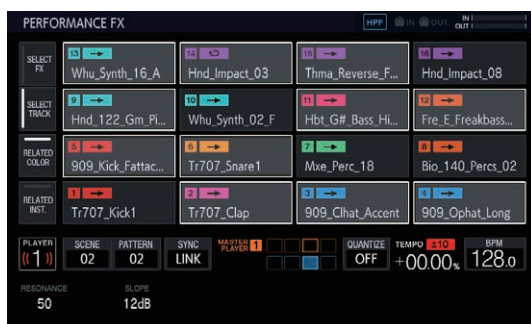 PERFORMANCE FX
HPF IN OUT IN OUT
SELECT FX
13 Whu_Synth_16_A
14 Hnd_Impact_03
15 Thma_Reverse_F...
16 Hnd_Impact_08
SELECT TRACK
9 Hnd_122_Gm_Pi...
10 Whu_Synth_02_F
11 Hbt_G#_Bass_Hi...
12 Fre_E_Freakbass...
RELATED COLOR
5 909_Kick_Fattac...
6 Tr707_Snare1
7 Mxe_Perc_18
8 Bio_140_Percs_02
RELATED INST.
1 Tr707_Kick1
2 Tr707_Clap
3 909_Clhat_Accent
4 909_Ophat_Long
PLAYER 1
SCENE 02
PATTERN 02
SYNC LINK
MASTER PLAYER 1
QUANTIZE OFF
TEMPO ±10 +00.00%
BPM 128.0
RESONANCE 50
SLOPE 12dB